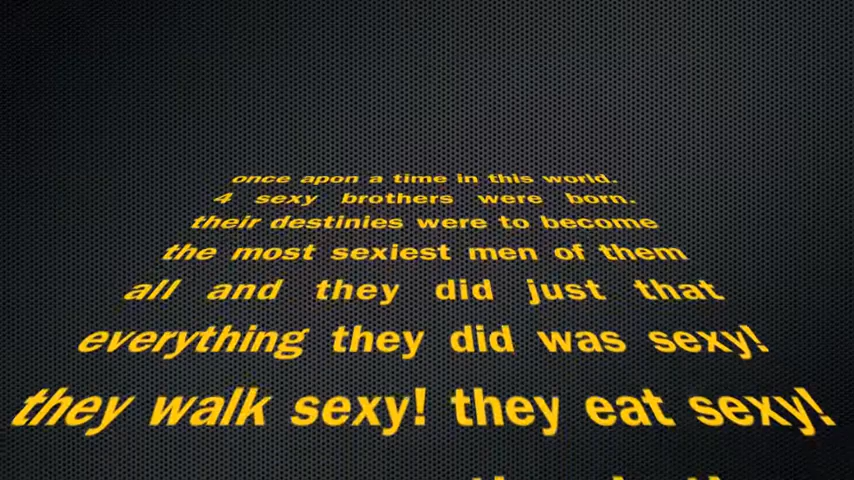 once apon a time in this world.
4 sexy brothers were born.
their destinies were to become
the most sexiest men of them
all and they did just that
everything they did was sexy!
they walk sexy! they eat sexy!